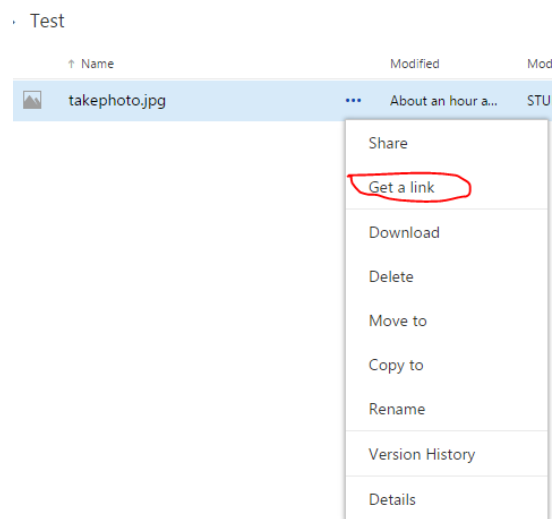 Test
↑ Name Modified Mod
takephoto.jpg ••• About an hour a... STU
Share
Get a link
Download
Delete
Move to
Copy to
Rename
Version History
Details